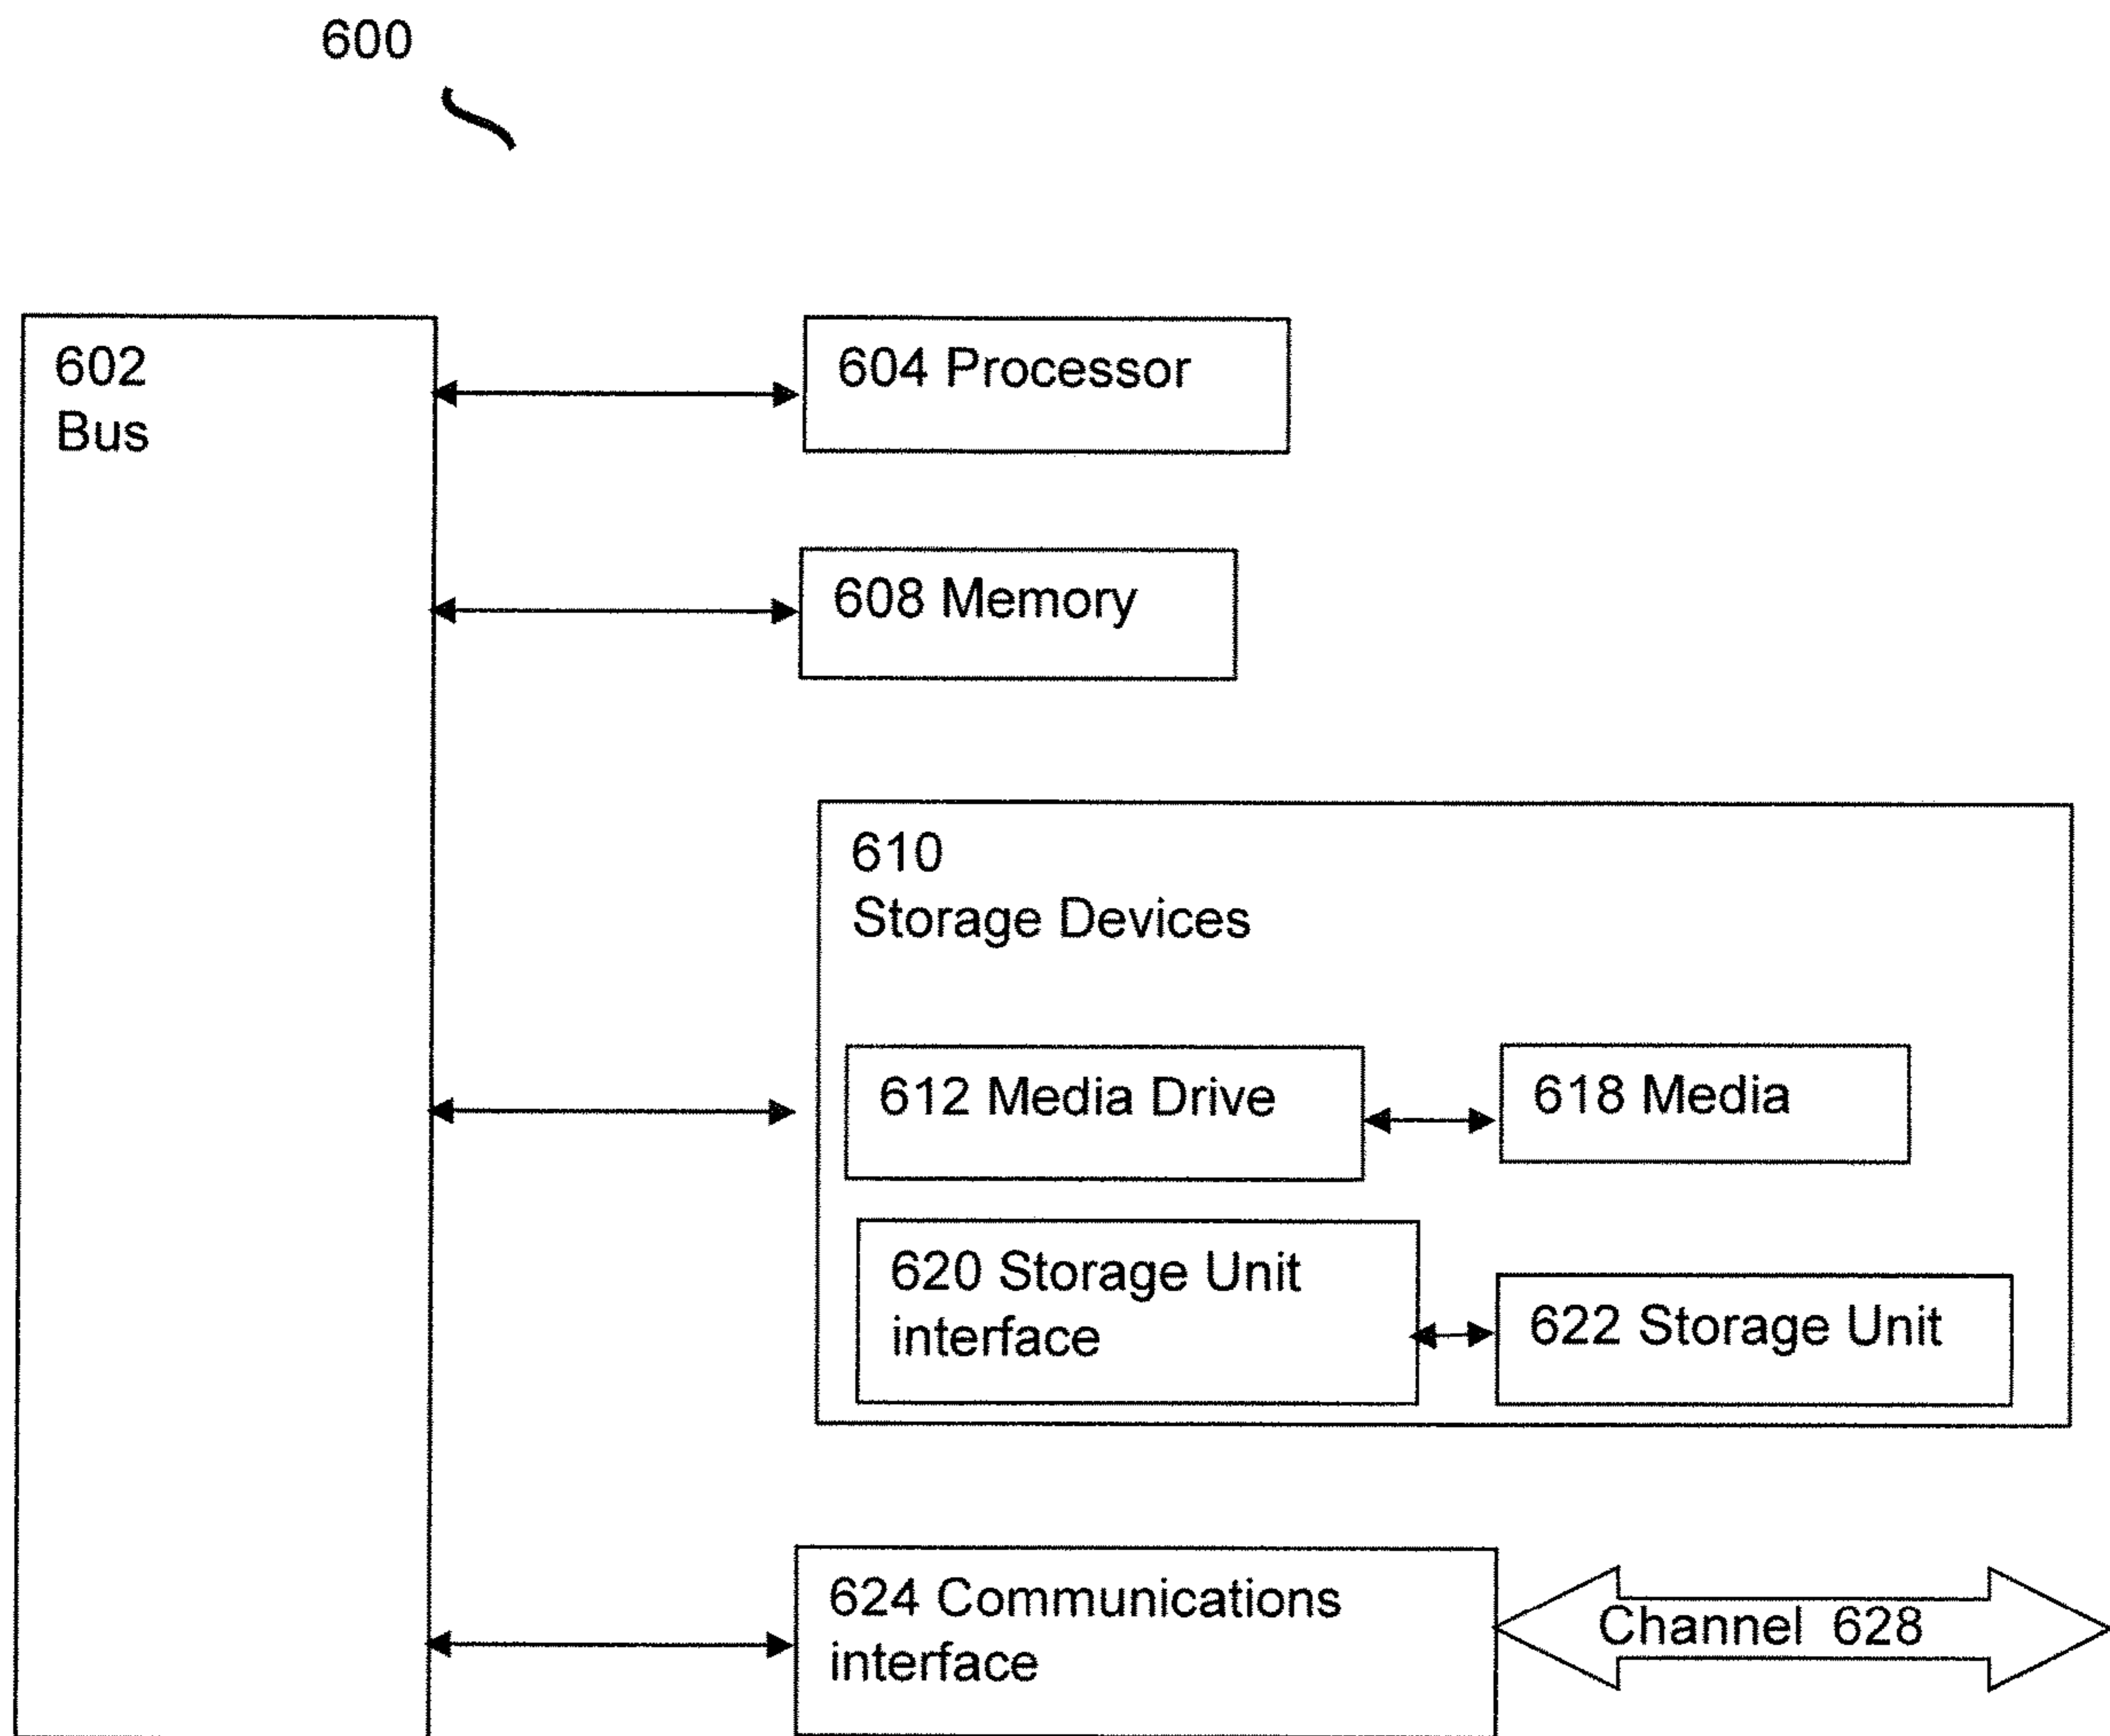 600
602
Bus
604 Processor
608 Memory
610
Storage Devices
612 Media Drive
618 Media
620 Storage Unit
interface
622 Storage Unit
624 Communications
interface
Channel 628